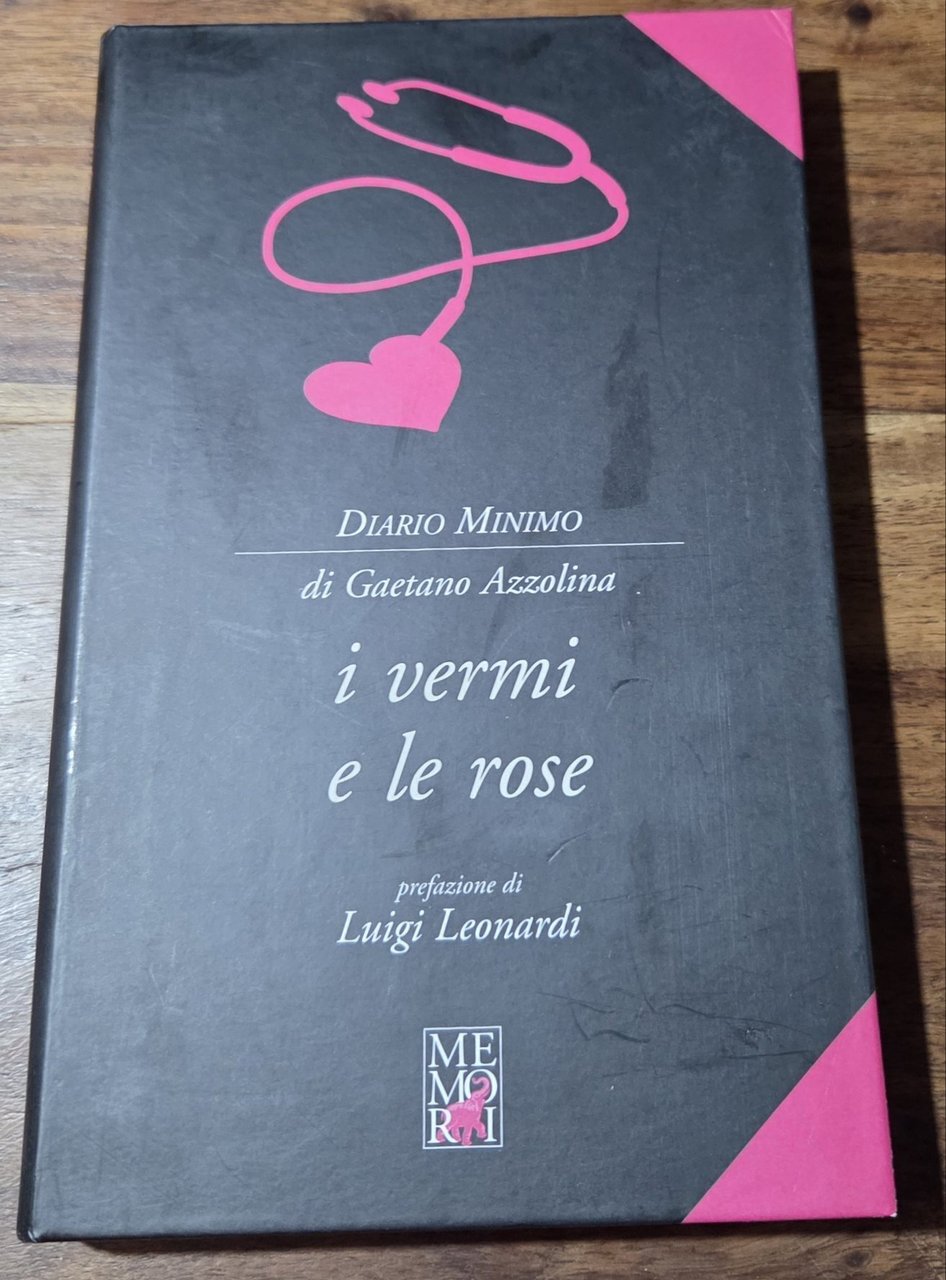 DIARIO MINIMO
di Gaetano Azzolina
i vermi
e le rose
prefazione di
Luigi Leonardi
ME
MO
RI